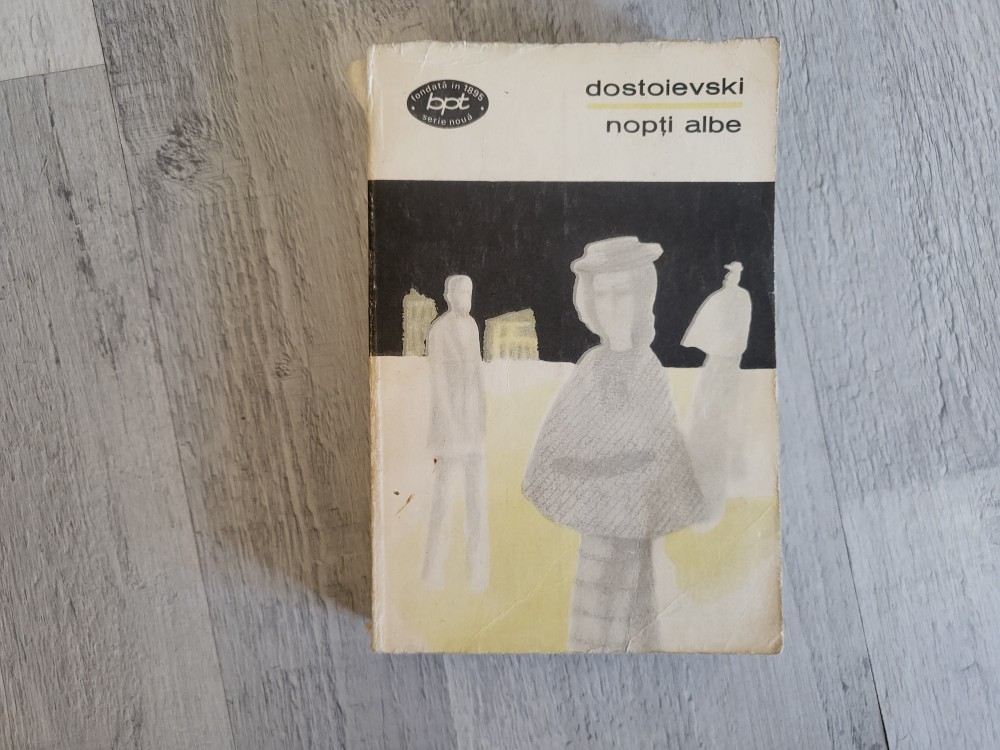 fondată în 1895
bpt
serie nouă
dostoievski
nopți albe